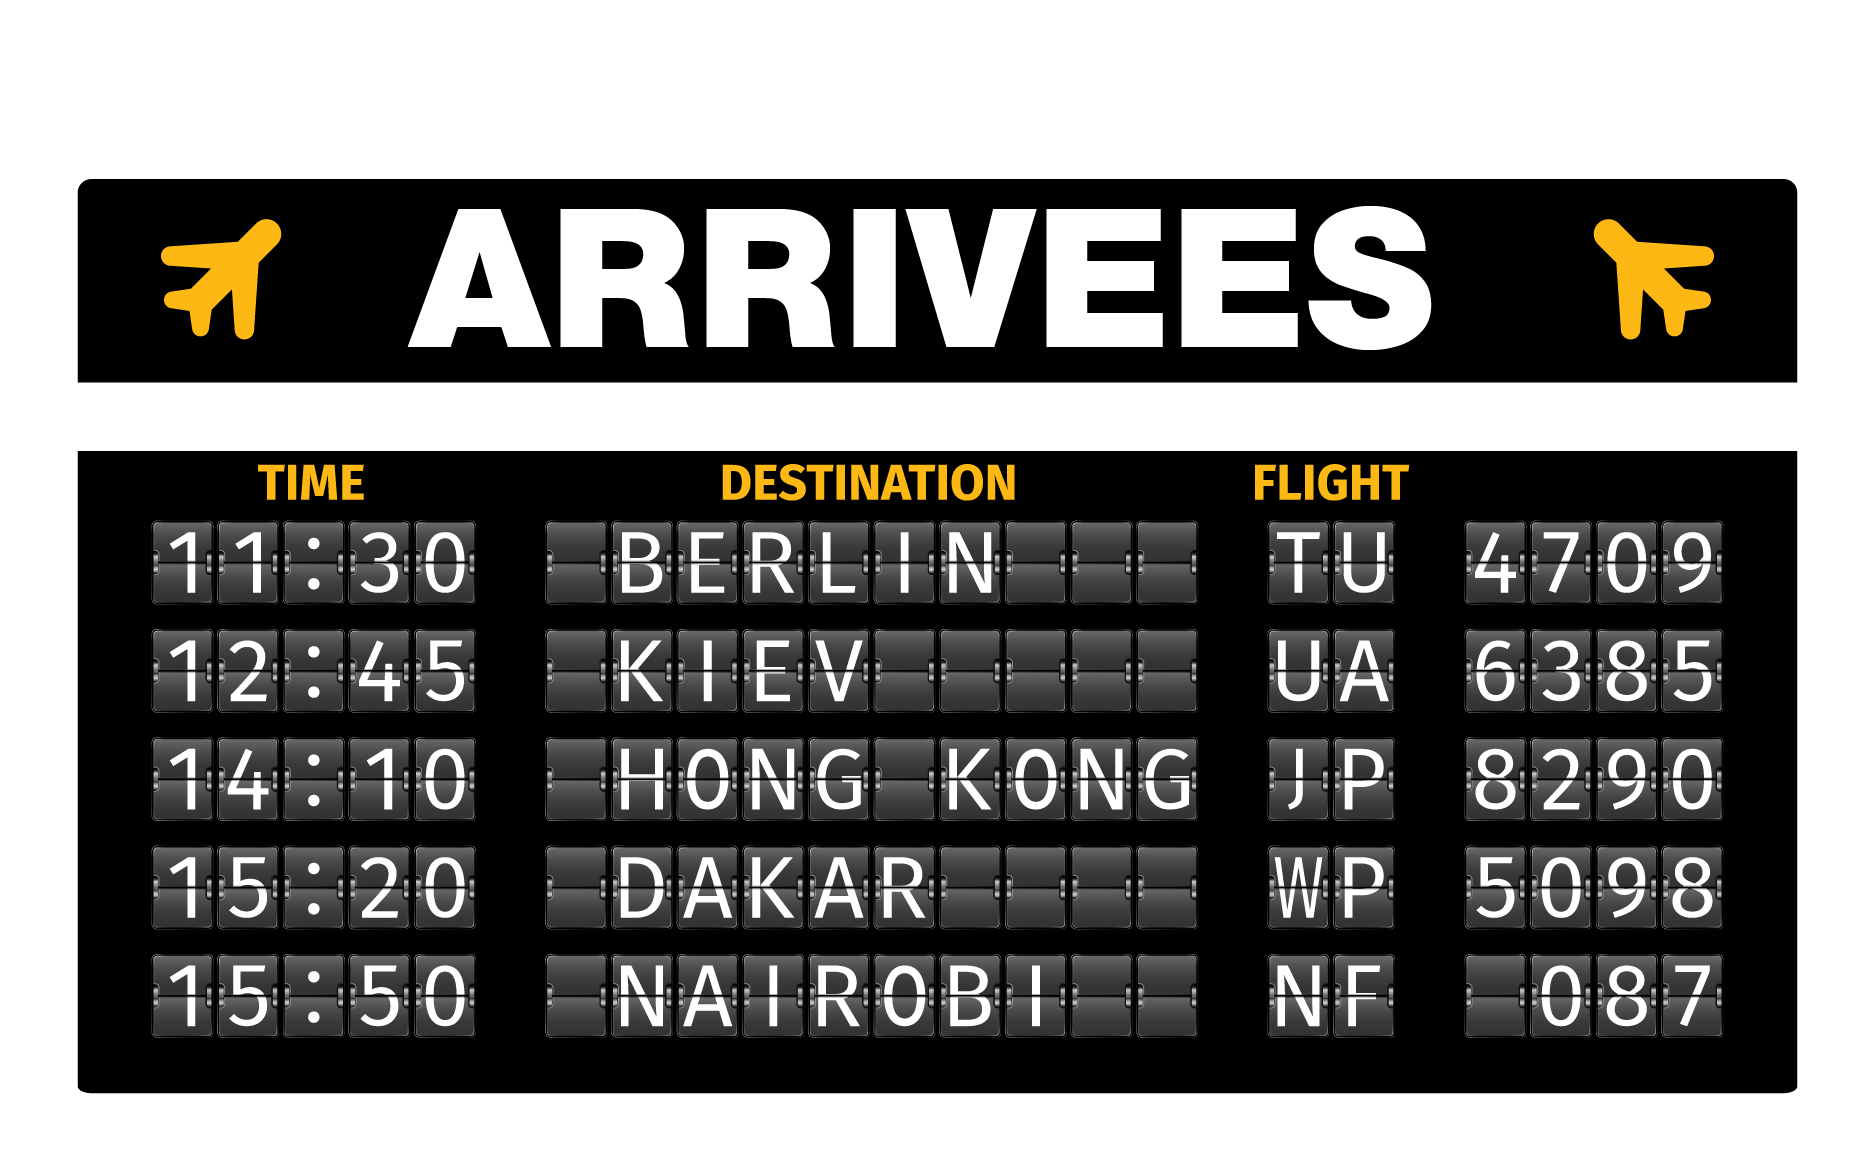 ARRIVEES
TIME DESTINATION FLIGHT
11:30 BERLIN TU 4709
12:45 KIEV UA 6385
14:10 HONG KONG JP 8290
15:20 DAKAR WP 5098
15:50 NAIROBI NF 087